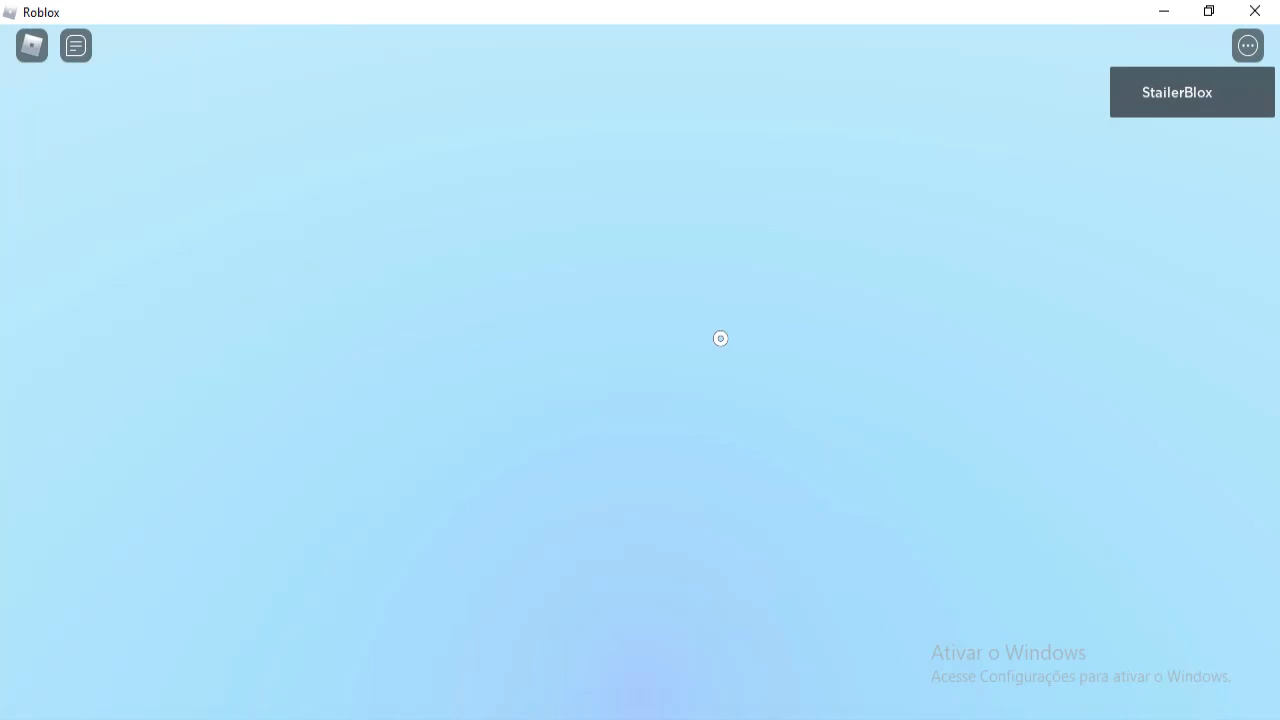 Roblox
StailerBlox
Ativar o Windows
Acesse Configurações para ativar o Windows.